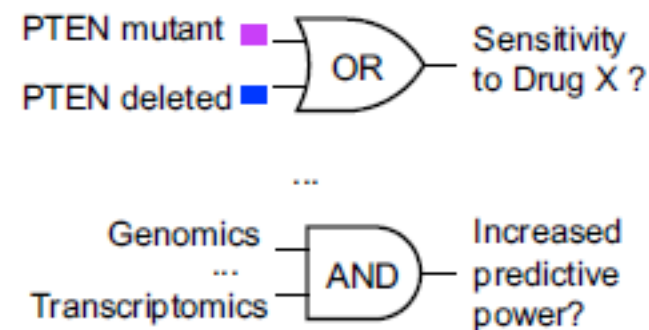 PTEN mutant
PTEN deleted
OR
Sensitivity
to Drug X ?
...
Genomics
...
Transcriptomics
AND
Increased
predictive
power?